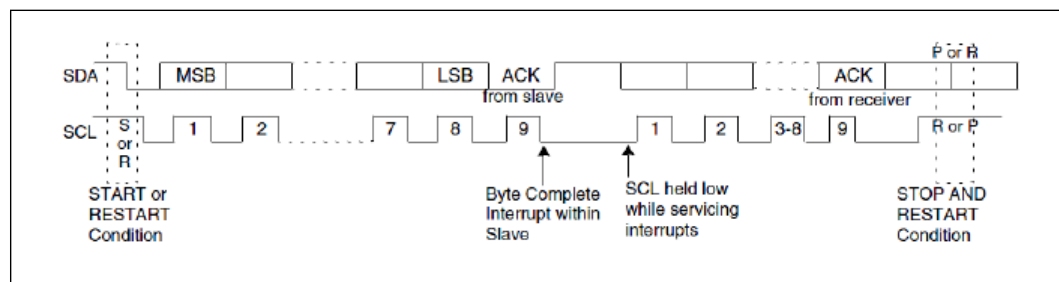 P or R
SDA MSB LSB ACK ACK
from slave from receiver
SCL S or R 1 2 7 8 9 1 2 3-8 9 R or P
START or RESTART Condition
Byte Complete Interrupt within Slave
SCL held low while servicing interrupts
STOP AND RESTART Condition